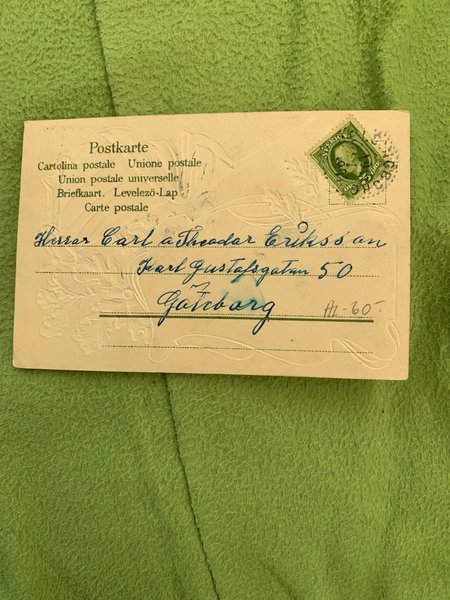 Postkarte
Cartolina postale Unione postale
Union postale universelle
Briefkaart. Levelezö-Lap
Carte postale
Herrar Carl a Theodor Eriksson
Karl Gustafsgatan 50
Göteborg